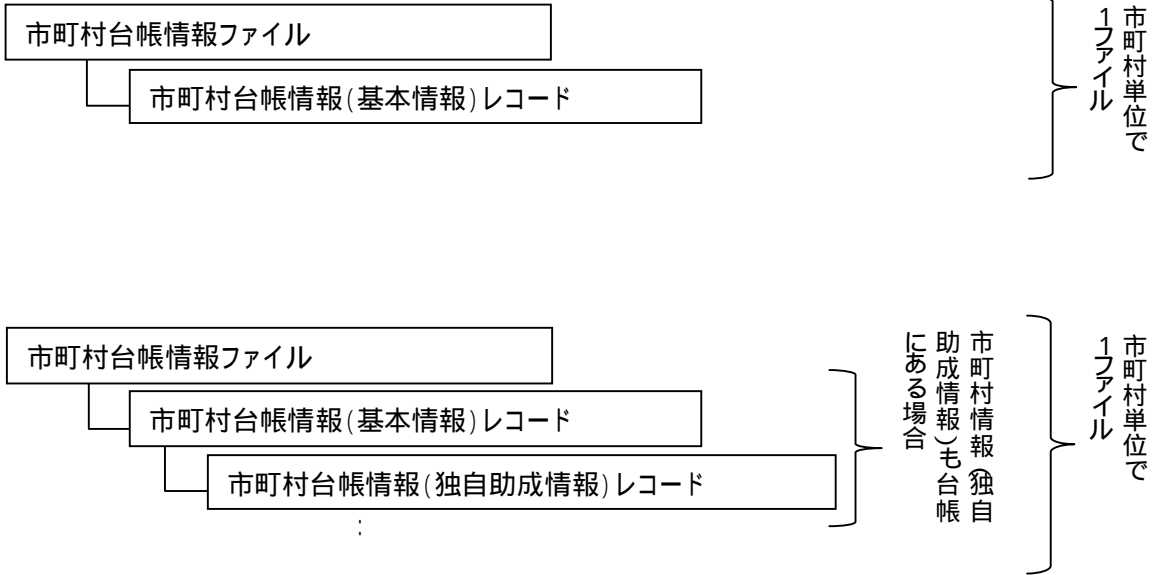 市町村台帳情報ファイル
市町村台帳情報(基本情報)レコード
市町村単位で
1ファイル
市町村台帳情報ファイル
市町村台帳情報(基本情報)レコード
市町村台帳情報(独自助成情報)レコード
︙
市町村情報(独自
助成情報)も台帳
にある場合
市町村単位で
1ファイル